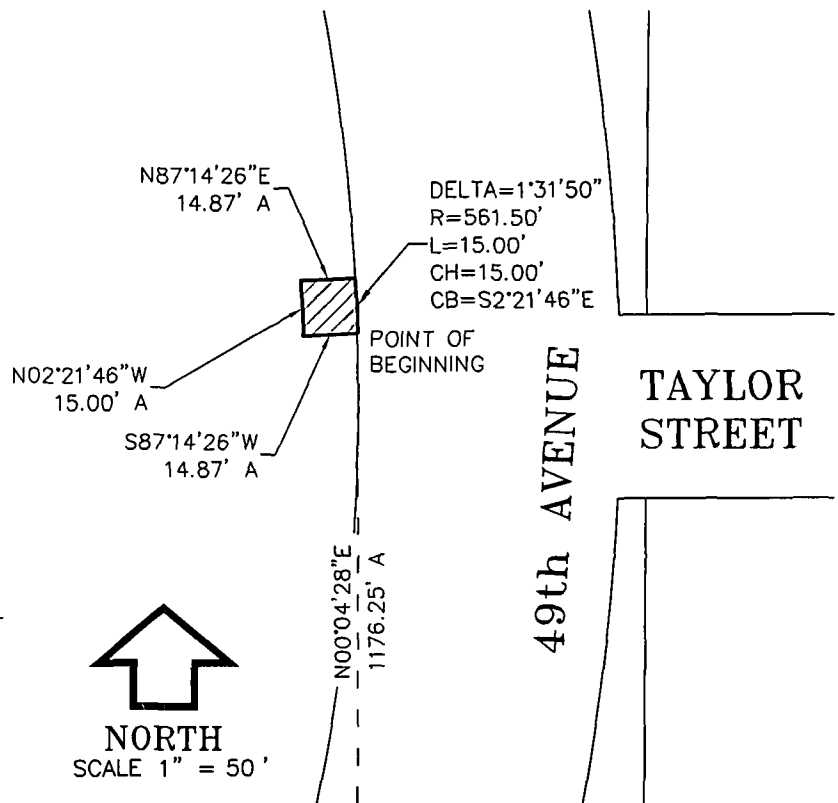 N87°14'26"E
14.87' A
DELTA=1°31'50"
R=561.50'
L=15.00'
CH=15.00'
CB=S2°21'46"E
POINT OF
BEGINNING
N02°21'46"W
15.00' A
S87°14'26"W
14.87' A
49th AVENUE
TAYLOR
STREET
N00°04'28"E
1176.25' A
NORTH
SCALE 1" = 50'